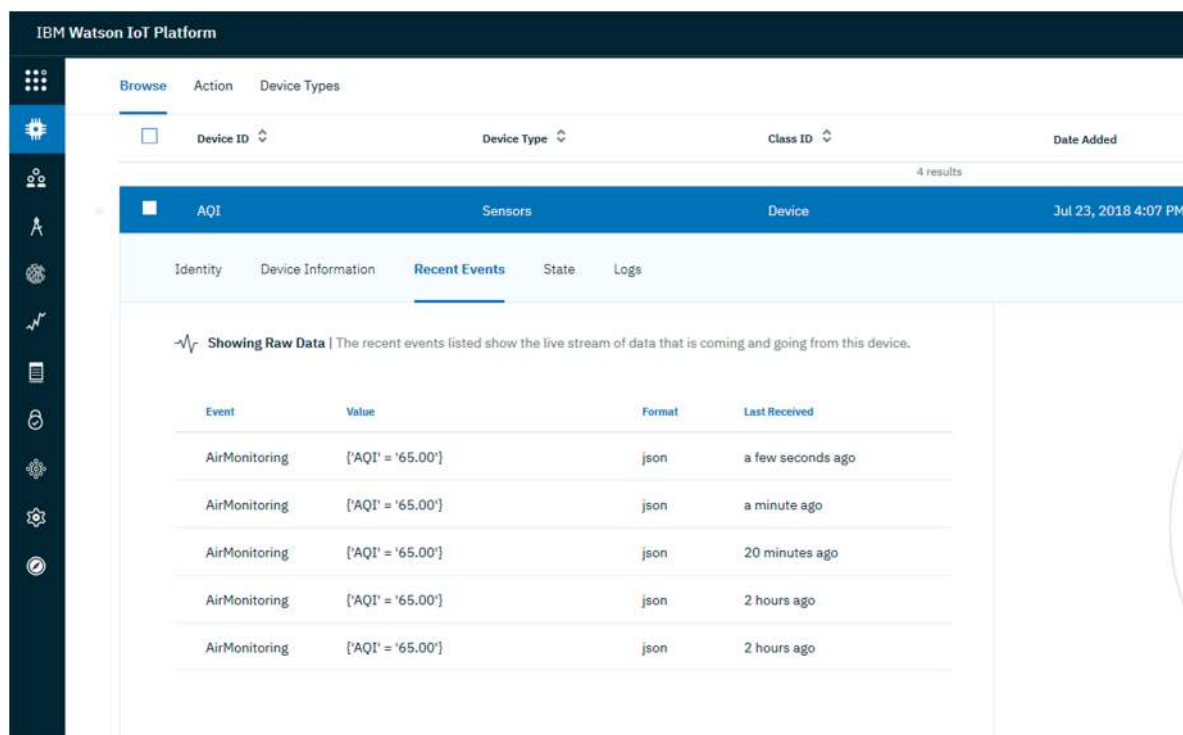 IBM Watson IoT Platform
Browse Action Device Types
Device ID Device Type Class ID Date Added
4 results
AQI Sensors Device Jul 23, 2018 4:07 PM
Identity Device Information Recent Events State Logs
Showing Raw Data | The recent events listed show the live stream of data that is coming and going from this device.
Event Value Format Last Received
AirMonitoring {'AQI' = '65.00'} json a few seconds ago
AirMonitoring {'AQI' = '65.00'} json a minute ago
AirMonitoring {'AQI' = '65.00'} json 20 minutes ago
AirMonitoring {'AQI' = '65.00'} json 2 hours ago
AirMonitoring {'AQI' = '65.00'} json 2 hours ago